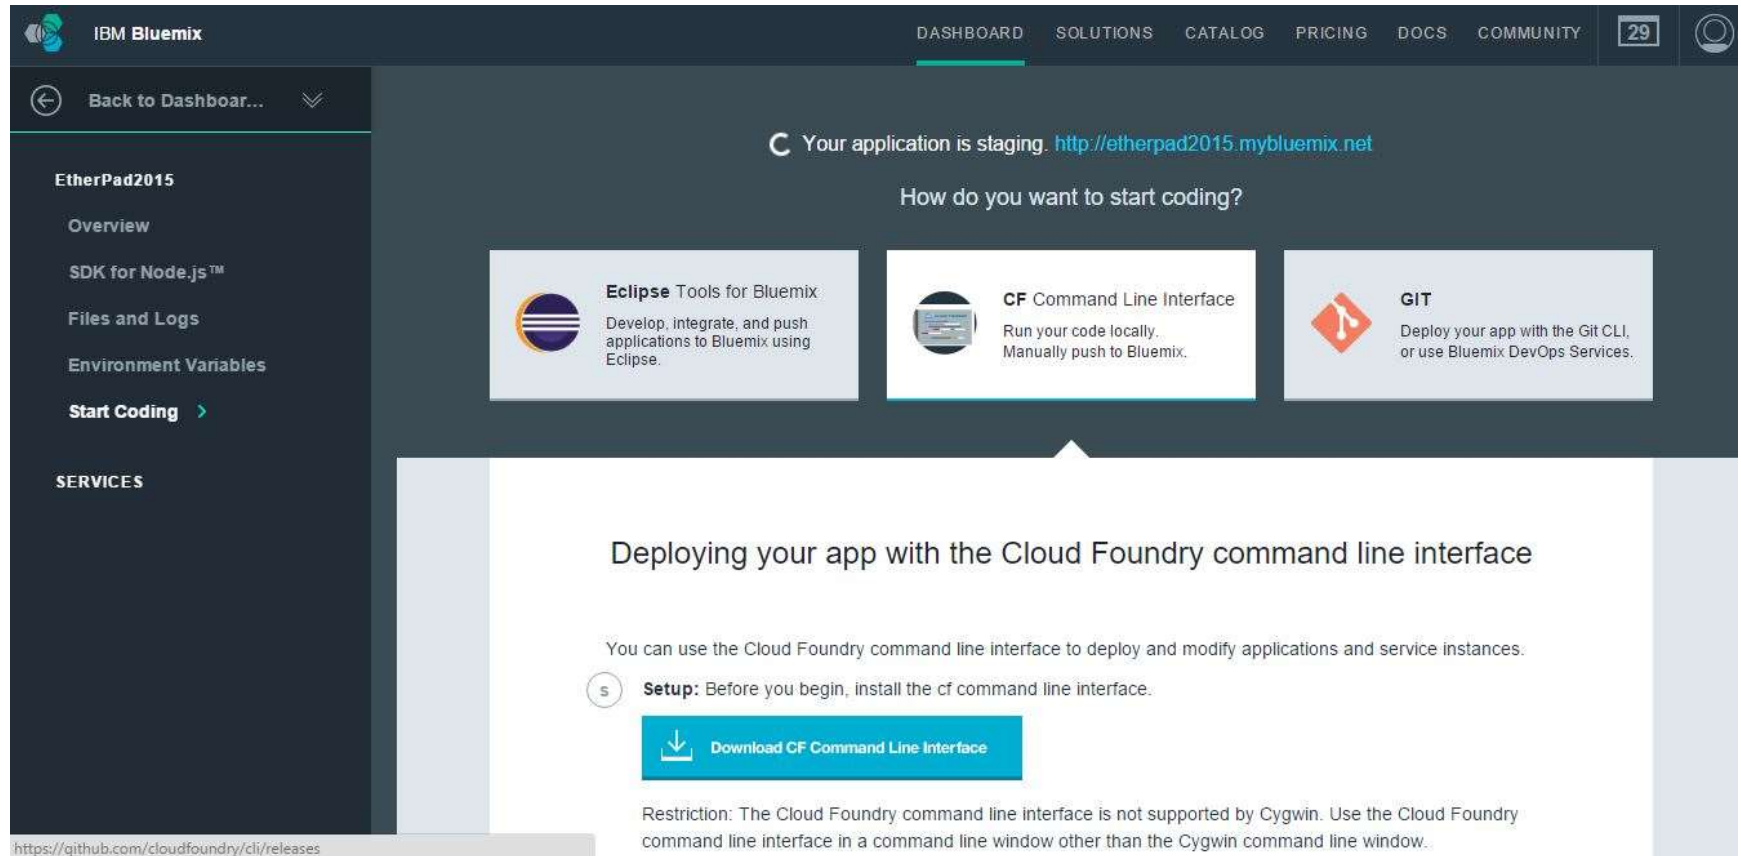 IBM Bluemix
DASHBOARD SOLUTIONS CATALOG PRICING DOCS COMMUNITY 29
Back to Dashboar...
EtherPad2015
Overview
SDK for Node.js™
Files and Logs
Environment Variables
Start Coding >
SERVICES
Your application is staging. http://etherpad2015.mybluemix.net
How do you want to start coding?
Eclipse Tools for Bluemix
Develop, integrate, and push
applications to Bluemix using
Eclipse.
CF Command Line Interface
Run your code locally.
Manually push to Bluemix.
GIT
Deploy your app with the Git CLI,
or use Bluemix DevOps Services.
Deploying your app with the Cloud Foundry command line interface
You can use the Cloud Foundry command line interface to deploy and modify applications and service instances.
S Setup: Before you begin, install the cf command line interface.
Download CF Command Line Interface
Restriction: The Cloud Foundry command line interface is not supported by Cygwin. Use the Cloud Foundry
command line interface in a command line window other than the Cygwin command line window.
https://github.com/cloudfoundry/cli/releases